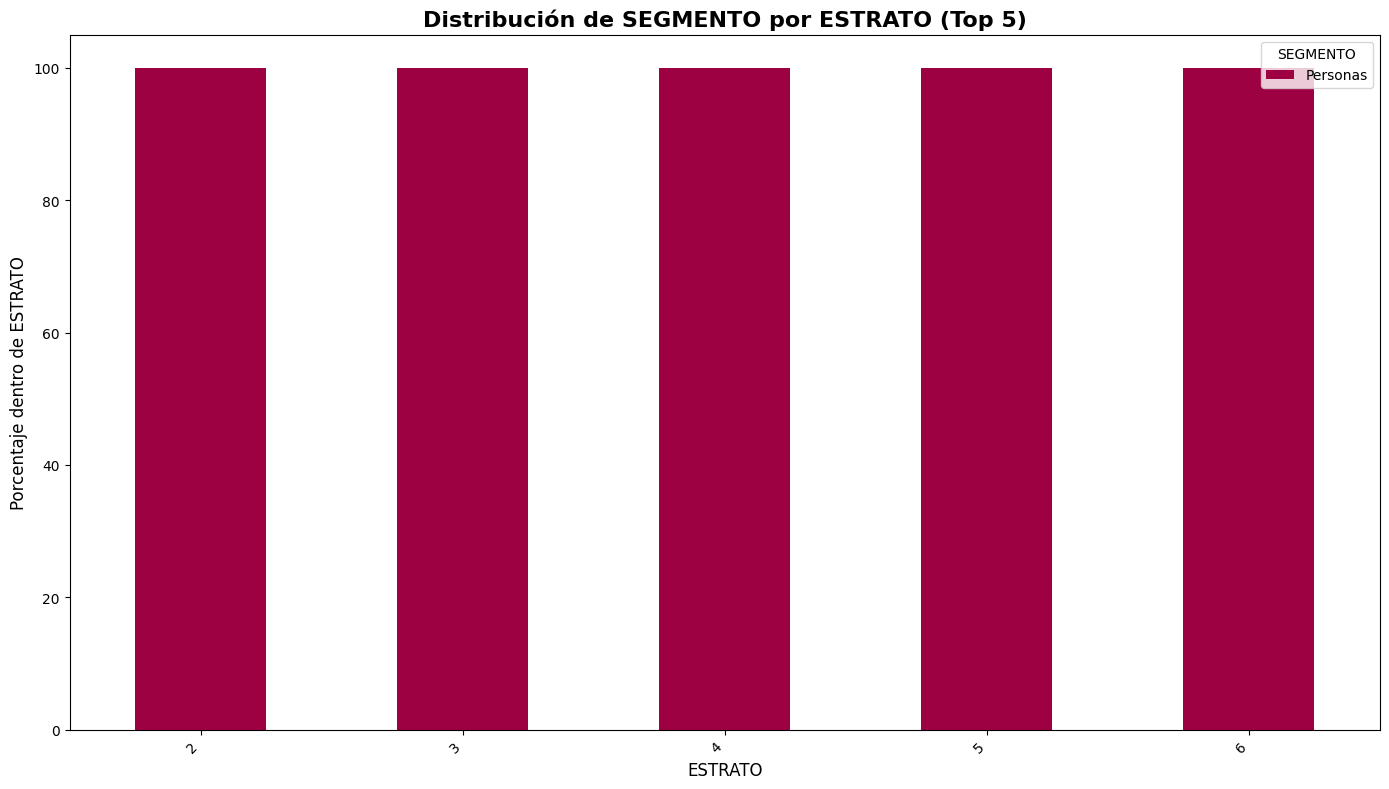 Distribución de SEGMENTO por ESTRATO (Top 5)
SEGMENTO
Personas
Porcentaje dentro de ESTRATO
100
80
60
40
20
0
2
3
4
5
6
ESTRATO